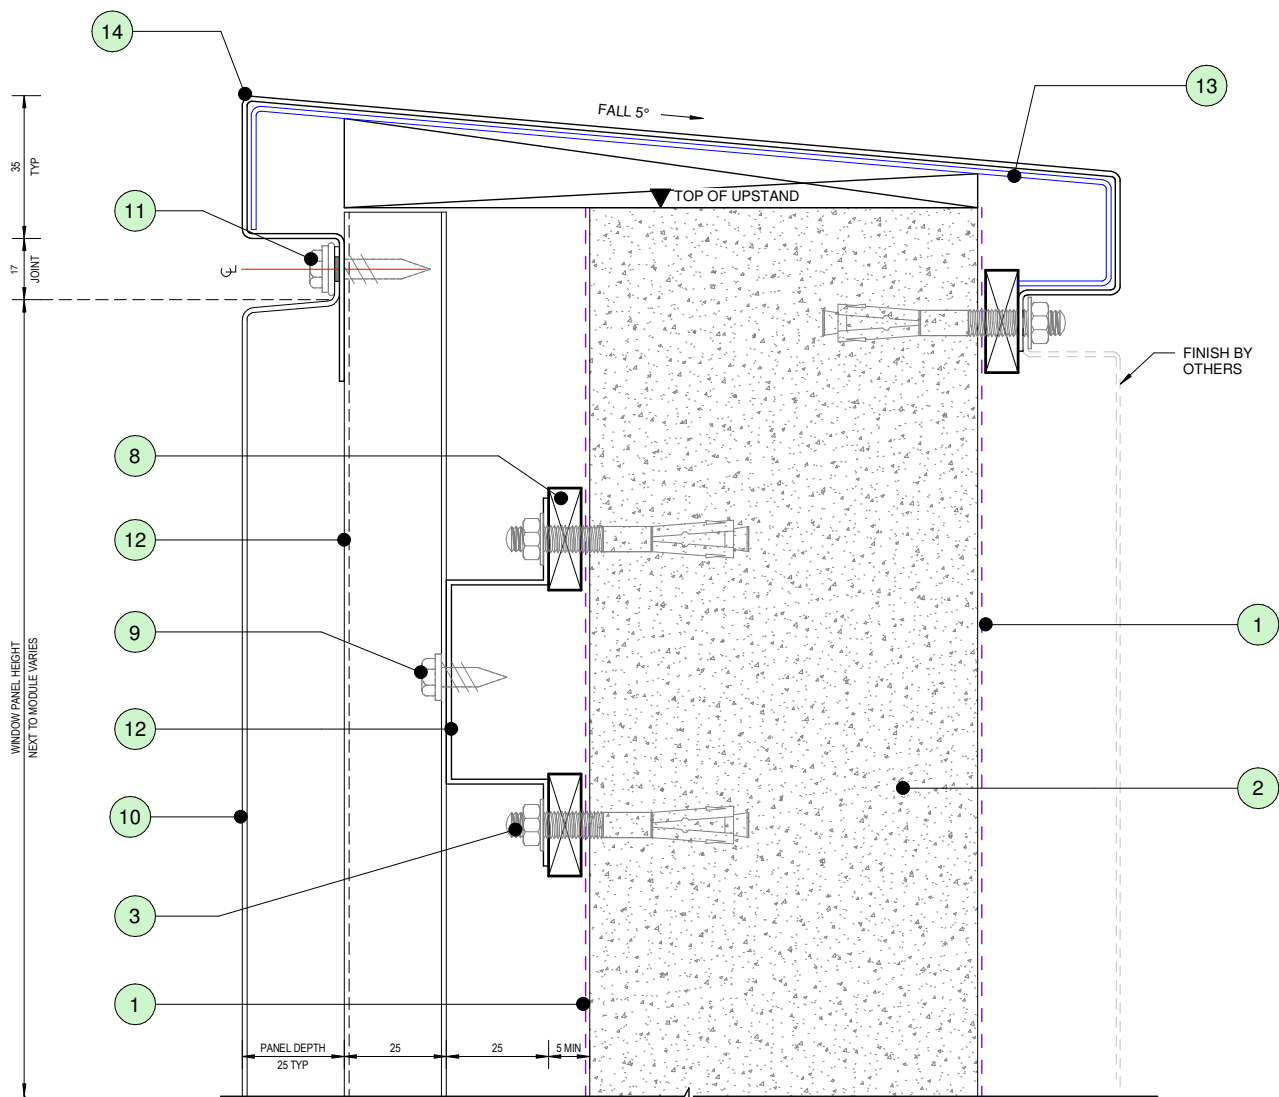 14
FALL 5°
13
35
TYP
TOP OF UPSTAND
11
17
JOINT
FINISH BY
OTHERS
8
12
9
1
12
WINDOW PANEL HEIGHT
NEXT TO MODULE VARIES
10
2
3
1
PANEL DEPTH
25 TYP
25
25
5 MIN